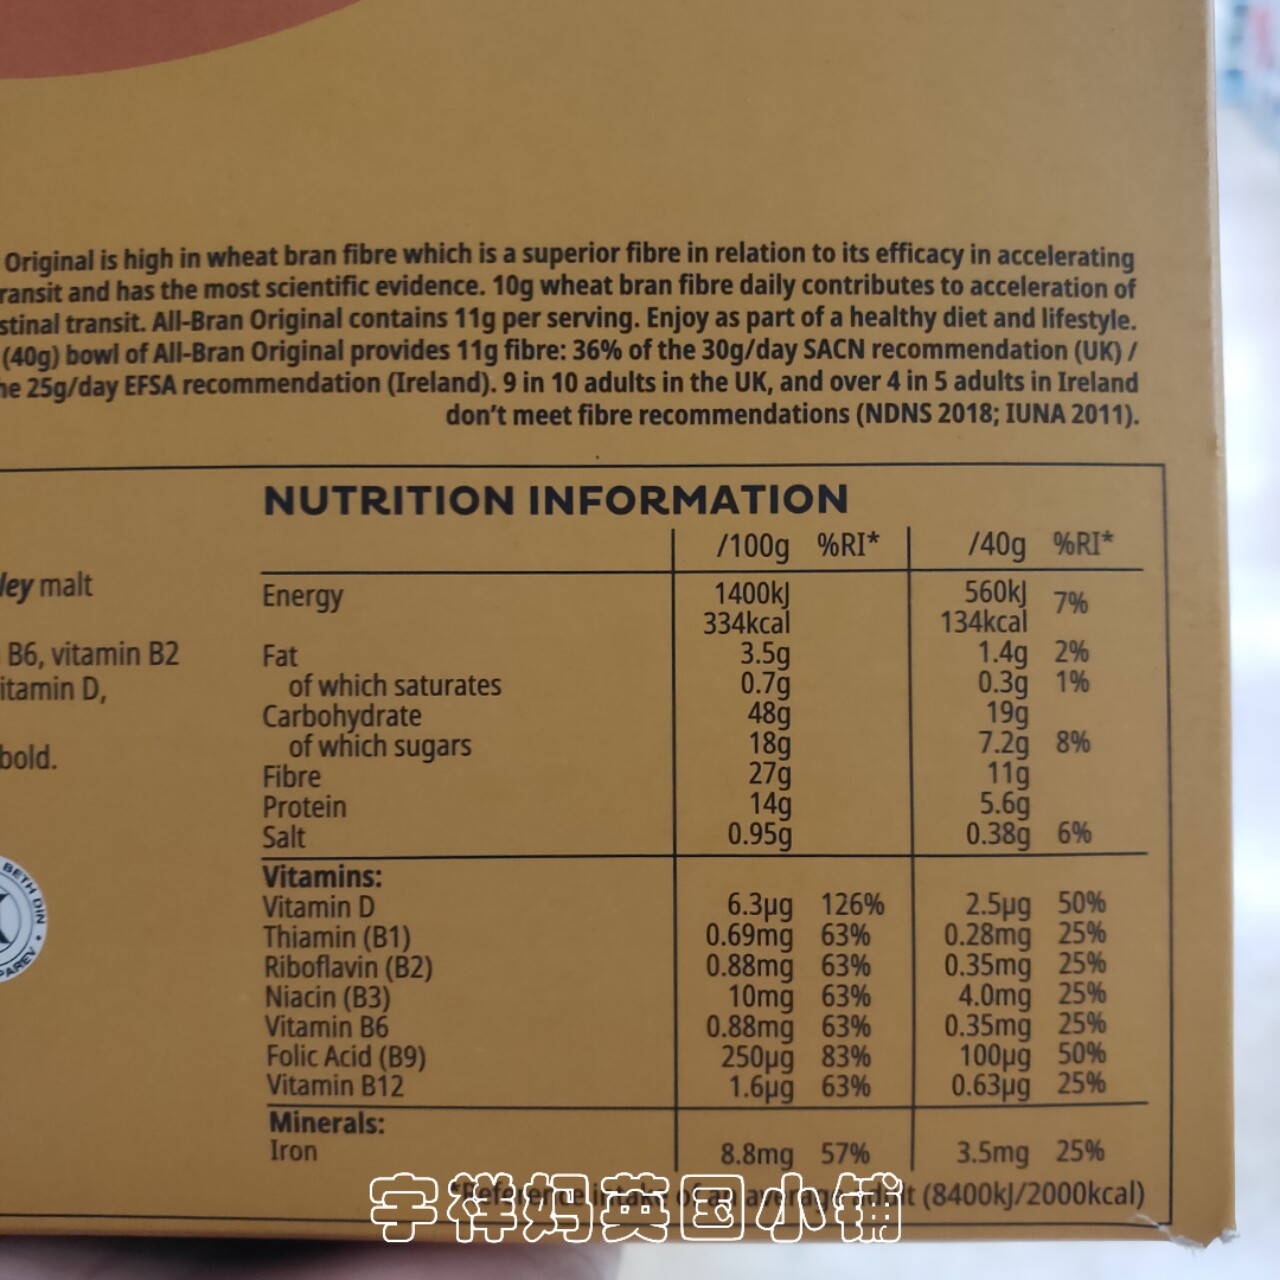 Original is high in wheat bran fibre which is a superior fibre in relation to its efficacy in accelerating
ransit and has the most scientific evidence. 10g wheat bran fibre daily contributes to acceleration of
stinal transit. All-Bran Original contains 11g per serving. Enjoy as part of a healthy diet and lifestyle.
(40g) bowl of All-Bran Original provides 11g fibre: 36% of the 30g/day SACN recommendation (UK) /
he 25g/day EFSA recommendation (Ireland). 9 in 10 adults in the UK, and over 4 in 5 adults in Ireland
don't meet fibre recommendations (NDNS 2018; IUNA 2011).
ley malt
B6, vitamin B2
itamin D,
bold.
BETH DIN
PAREV
NUTRITION INFORMATION
/100g %RI* /40g %RI*
Energy 1400kJ 560kJ 7%
334kcal 134kcal
Fat 3.5g 1.4g 2%
of which saturates 0.7g 0.3g 1%
Carbohydrate 48g 19g
of which sugars 18g 7.2g 8%
Fibre 27g 11g
Protein 14g 5.6g
Salt 0.95g 0.38g 6%
Vitamins:
Vitamin D 6.3µg 126% 2.5µg 50%
Thiamin (B1) 0.69mg 63% 0.28mg 25%
Riboflavin (B2) 0.88mg 63% 0.35mg 25%
Niacin (B3) 10mg 63% 4.0mg 25%
Vitamin B6 0.88mg 63% 0.35mg 25%
Folic Acid (B9) 250µg 83% 100µg 50%
Vitamin B12 1.6µg 63% 0.63µg 25%
Minerals:
Iron 8.8mg 57% 3.5mg 25%
*Reference intake of an average adult (8400kJ/2000kcal)
宇祥妈英国小铺